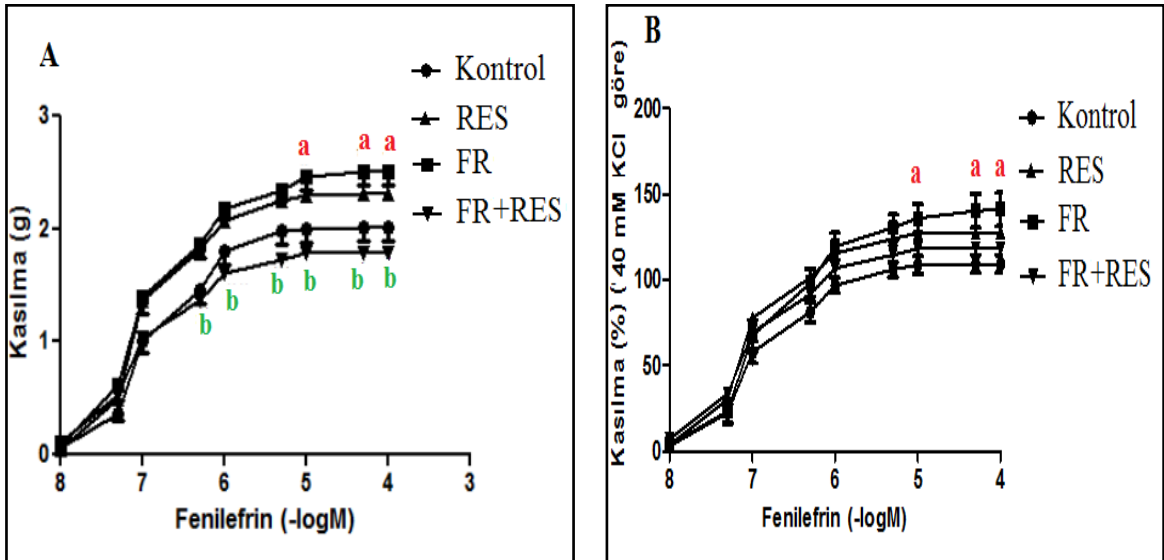 A
Kontrol
RES
FR
FR+RES
Kasılma (g)
3
2
1
0
a a a
b b b b b b
8 7 6 5 4 3
Fenilefrin (-logM)
B
Kontrol
RES
FR
FR+RES
Kasılma (%) ('40 mM KCl göre)
200
150
100
50
0
a a a
8 7 6 5 4
Fenilefrin (-logM)